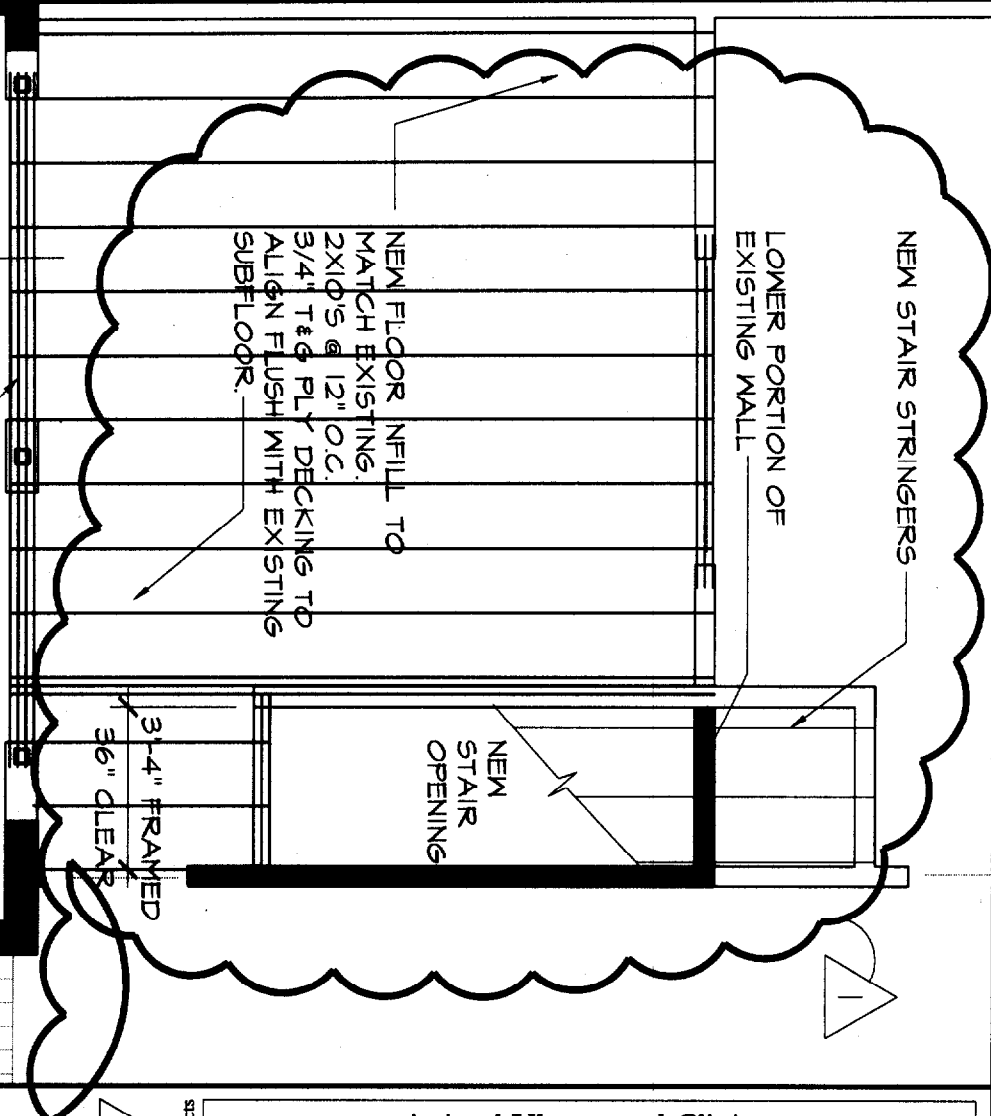 NEW STAIR STRINGERS
LOWER PORTION OF
EXISTING WALL
NEW FLOOR NFILL TO
MATCH EXISTING.
2X10'S @ 12" O.C.
3/4" T&G PLY DECKING TO
ALIGN FLUSH WITH EXISTING
SUBFLOOR.
NEW
STAIR
OPENING
3'-4" FRAMED
36" CLEAR
1